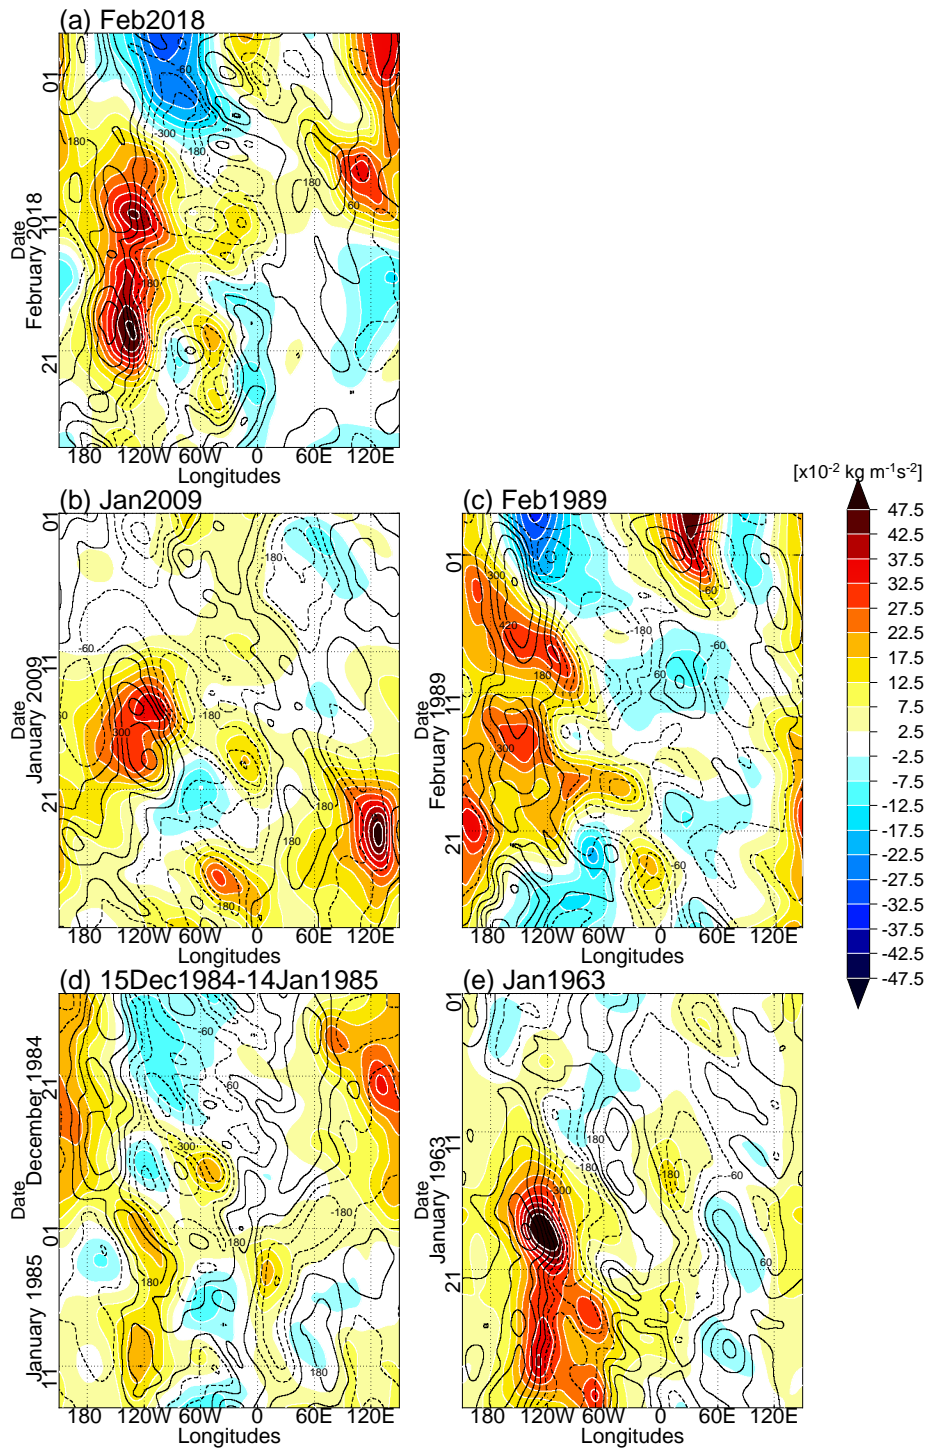 (a) Feb2018
01
11
21
Date
February 2018
-60
-300
-180
180
180
60
180
180 120W 60W 0 60E 120E
Longitudes
[x10-2 kg m-1s-2]
47.5
42.5
37.5
32.5
27.5
22.5
17.5
12.5
7.5
2.5
-2.5
-7.5
-12.5
-17.5
-22.5
-27.5
-32.5
-37.5
-42.5
-47.5
(b) Jan2009
01
11
21
Date
January 2009
-180
-60
60
-180
300
180
180
180
180 120W 60W 0 60E 120E
Longitudes
(c) Feb1989
01
11
21
Date
February 1989
300
-60
420
-180
-60
180
60
300
-60
180 120W 60W 0 60E 120E
Longitudes
(d) 15Dec1984-14Jan1985
21
01
11
Date
January 1985 December 1984
-60
-60
-300
-180
180
180
180
180 120W 60W 0 60E 120E
Longitudes
(e) Jan1963
01
11
21
Date
January 1963
180
-180
-180
-60
-300
60
180 120W 60W 0 60E 120E
Longitudes